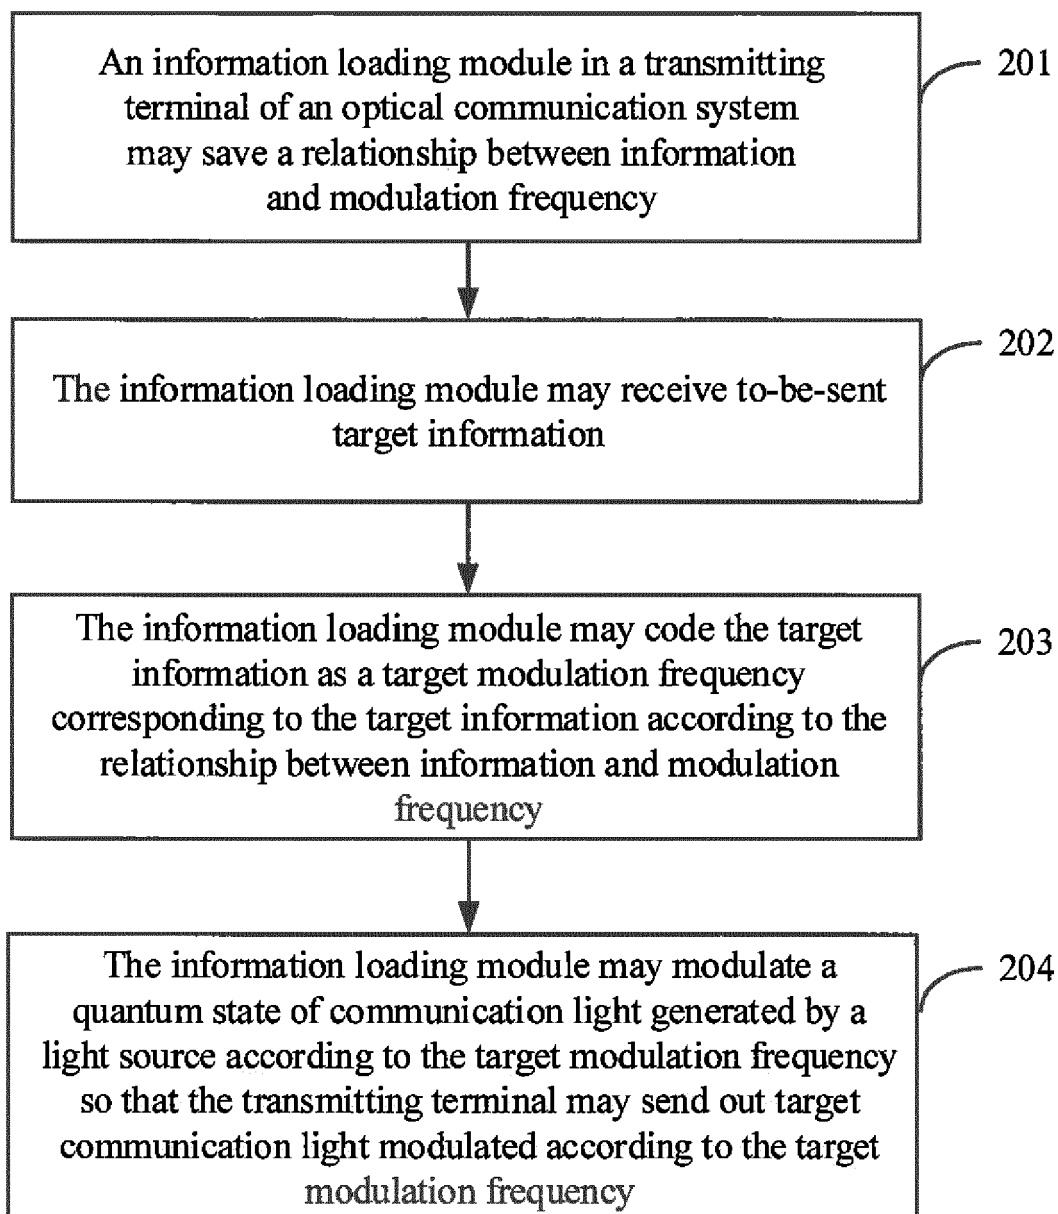 An information loading module in a transmitting
terminal of an optical communication system
may save a relationship between information
and modulation frequency
201
The information loading module may receive to-be-sent
target information
202
The information loading module may code the target
information as a target modulation frequency
corresponding to the target information according to the
relationship between information and modulation
frequency
203
The information loading module may modulate a
quantum state of communication light generated by a
light source according to the target modulation frequency
so that the transmitting terminal may send out target
communication light modulated according to the target
modulation frequency
204